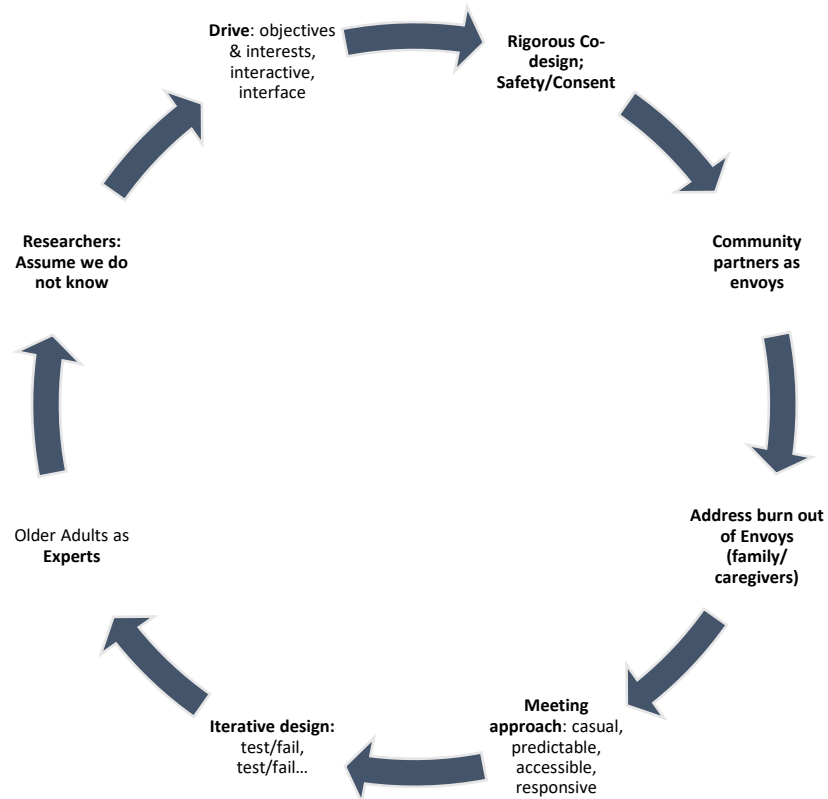 Drive: objectives
& interests,
interactive,
interface
Rigorous Co-
design;
Safety/Consent
Community
partners as
envoys
Address burn out
of Envoys
(family/
caregivers)
Meeting
approach: casual,
predictable,
accessible,
responsive
Iterative design:
test/fail,
test/fail…
Older Adults as
Experts
Researchers:
Assume we do
not know